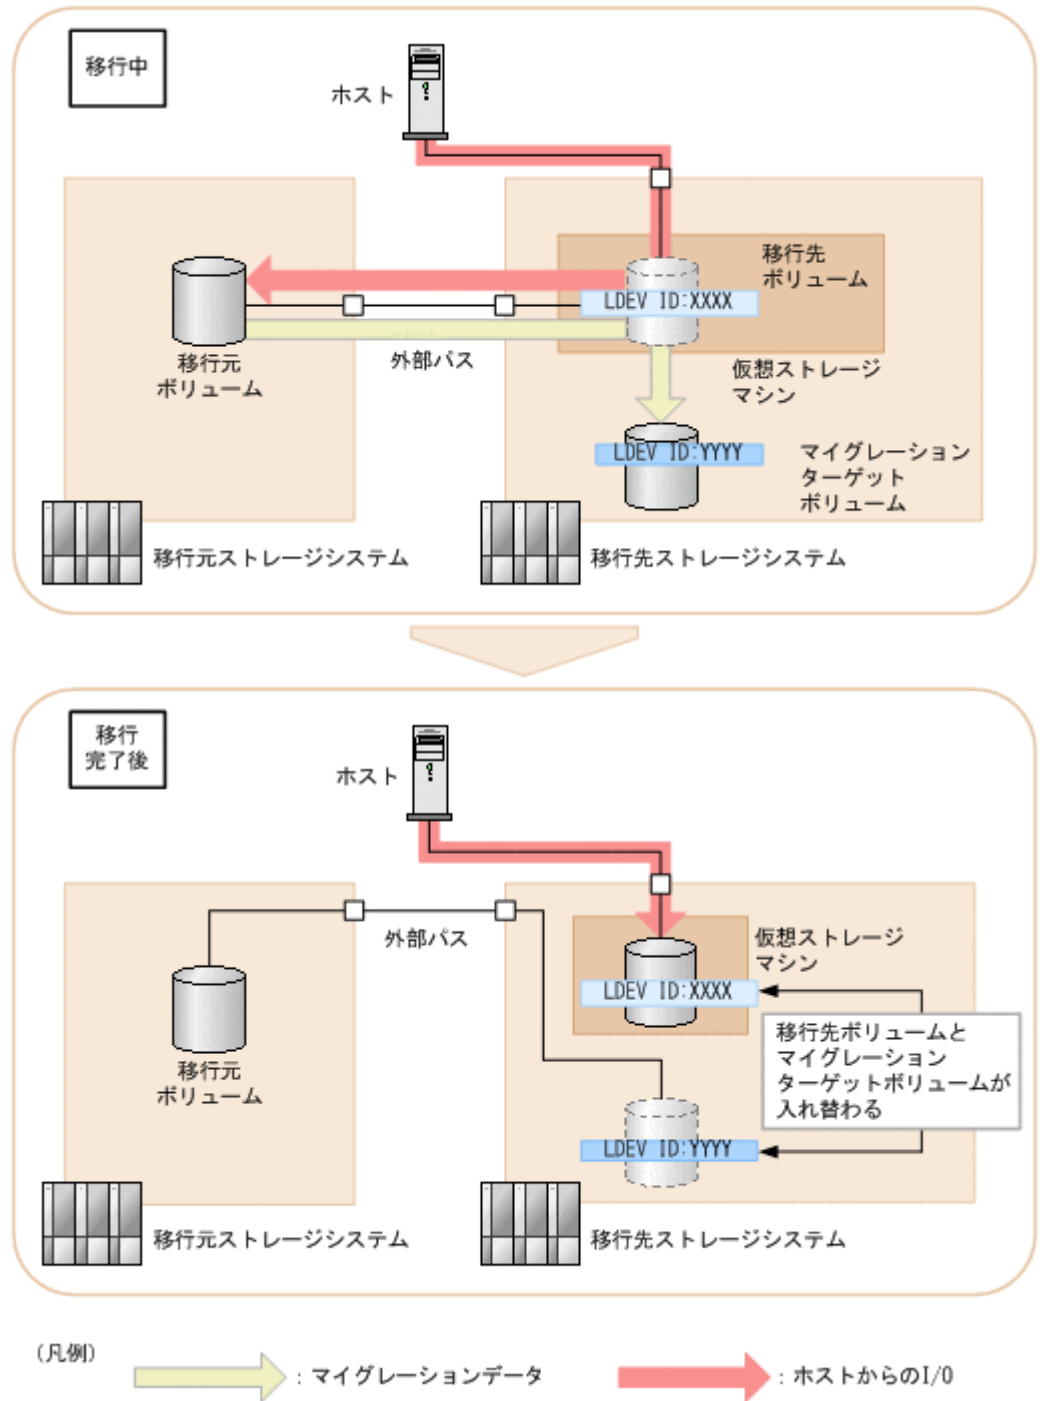 移行中
ホスト
移行先
ボリューム
LDEV ID:XXXX
移行元
ボリューム
外部パス
仮想ストレージ
マシン
LDEV ID:YYYY
マイグレーション
ターゲット
ボリューム
移行元ストレージシステム
移行先ストレージシステム
移行
完了後
ホスト
外部パス
仮想ストレージ
マシン
LDEV ID:XXXX
移行先ボリュームと
マイグレーション
ターゲットボリュームが
入れ替わる
移行元
ボリューム
LDEV ID:YYYY
移行元ストレージシステム
移行先ストレージシステム
(凡例)
：マイグレーションデータ
：ホストからのI/O